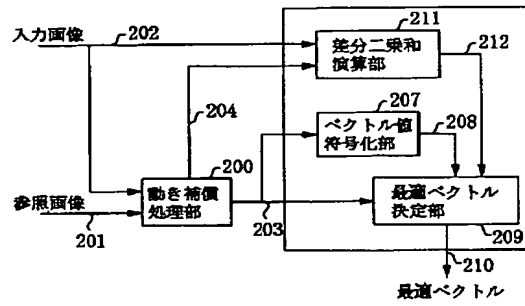 入力画像
202
211
差分二乗和
演算部
212
204
207
ベクトル値
符号化部
208
200
動き補償
処理部
参照画像
201
203
最適ベクトル
決定部
209
210
最適ベクトル